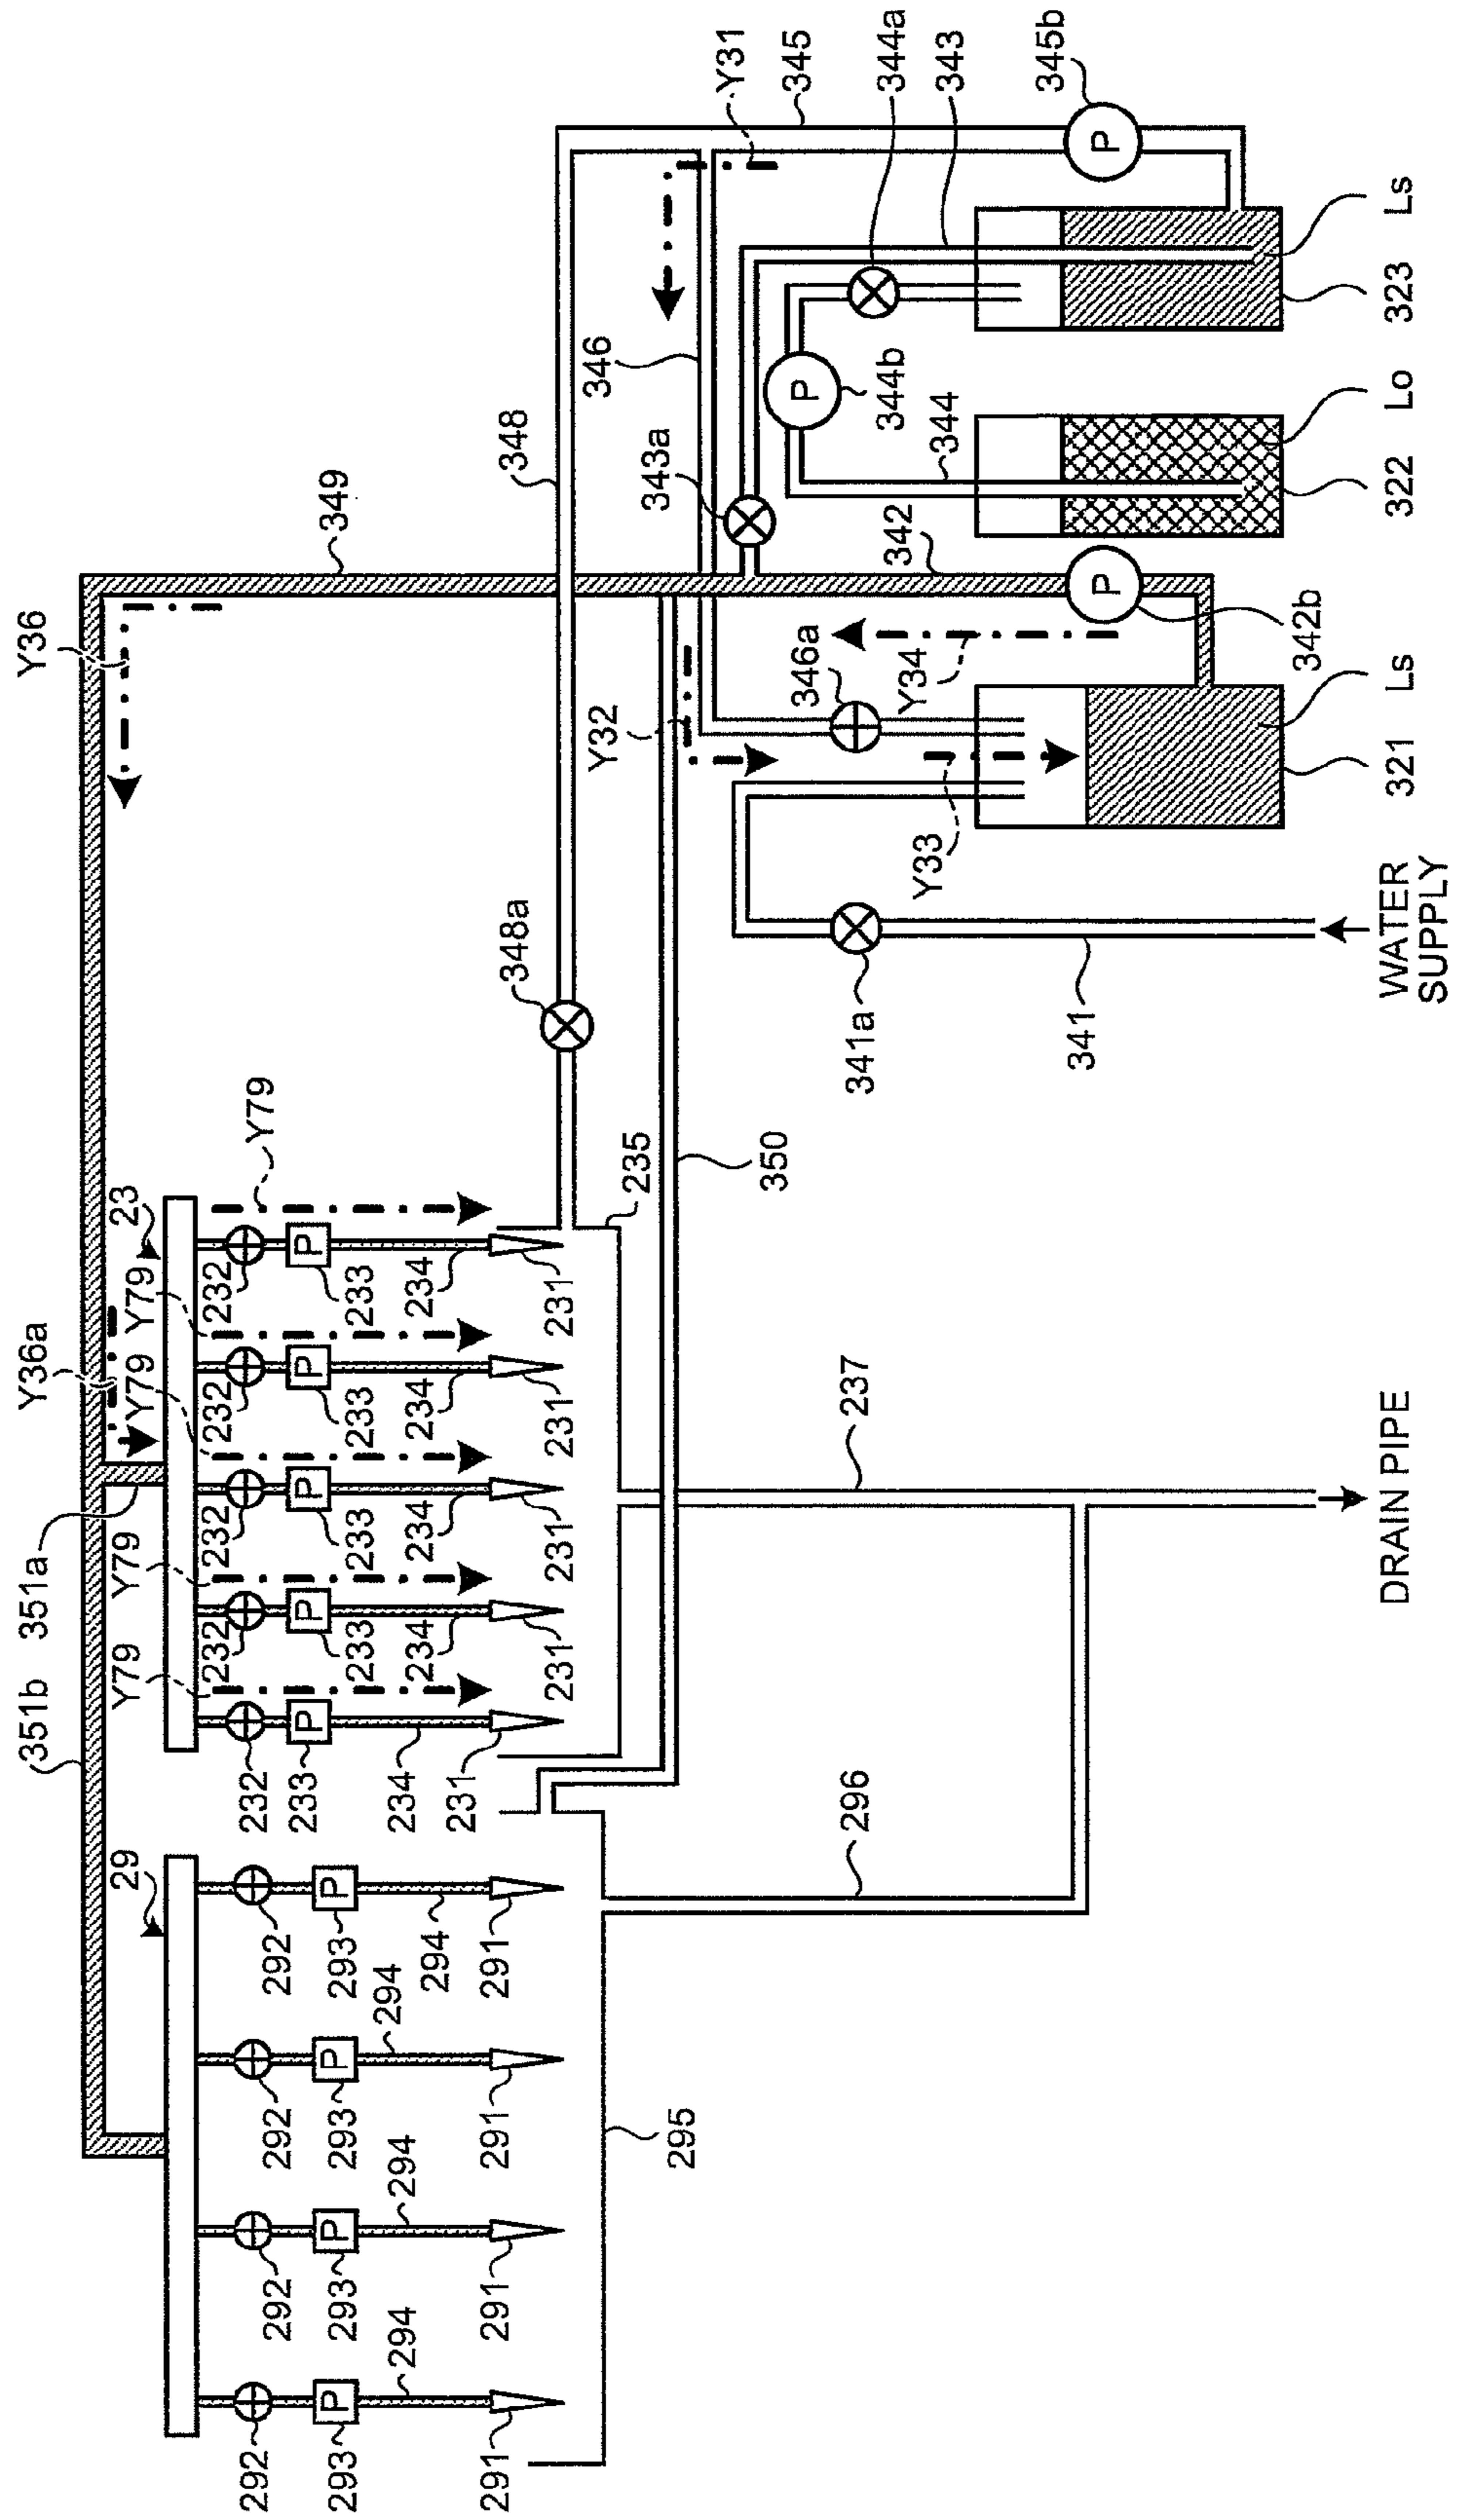 351b
351a
Y36a
Y36
29
Y79
Y79
Y79
Y79
23
Y79
349
292
292
292
292
232
232
232
232
232
P
P
P
P
P
P
P
P
P
293
293
293
293
233
233
233
233
233
294
294
294
294
234
234
234
234
234
291
291
291
291
231
231
231
231
231
348a
348
346
Y31
345
Y32
343a
235
295
350
296
237
341a
346a
Y33
Y34
342
P
344b
344
344a
343
341
P
342b
P
345b
DRAIN PIPE
WATER
SUPPLY
321
Ls
322
Lo
323
Ls